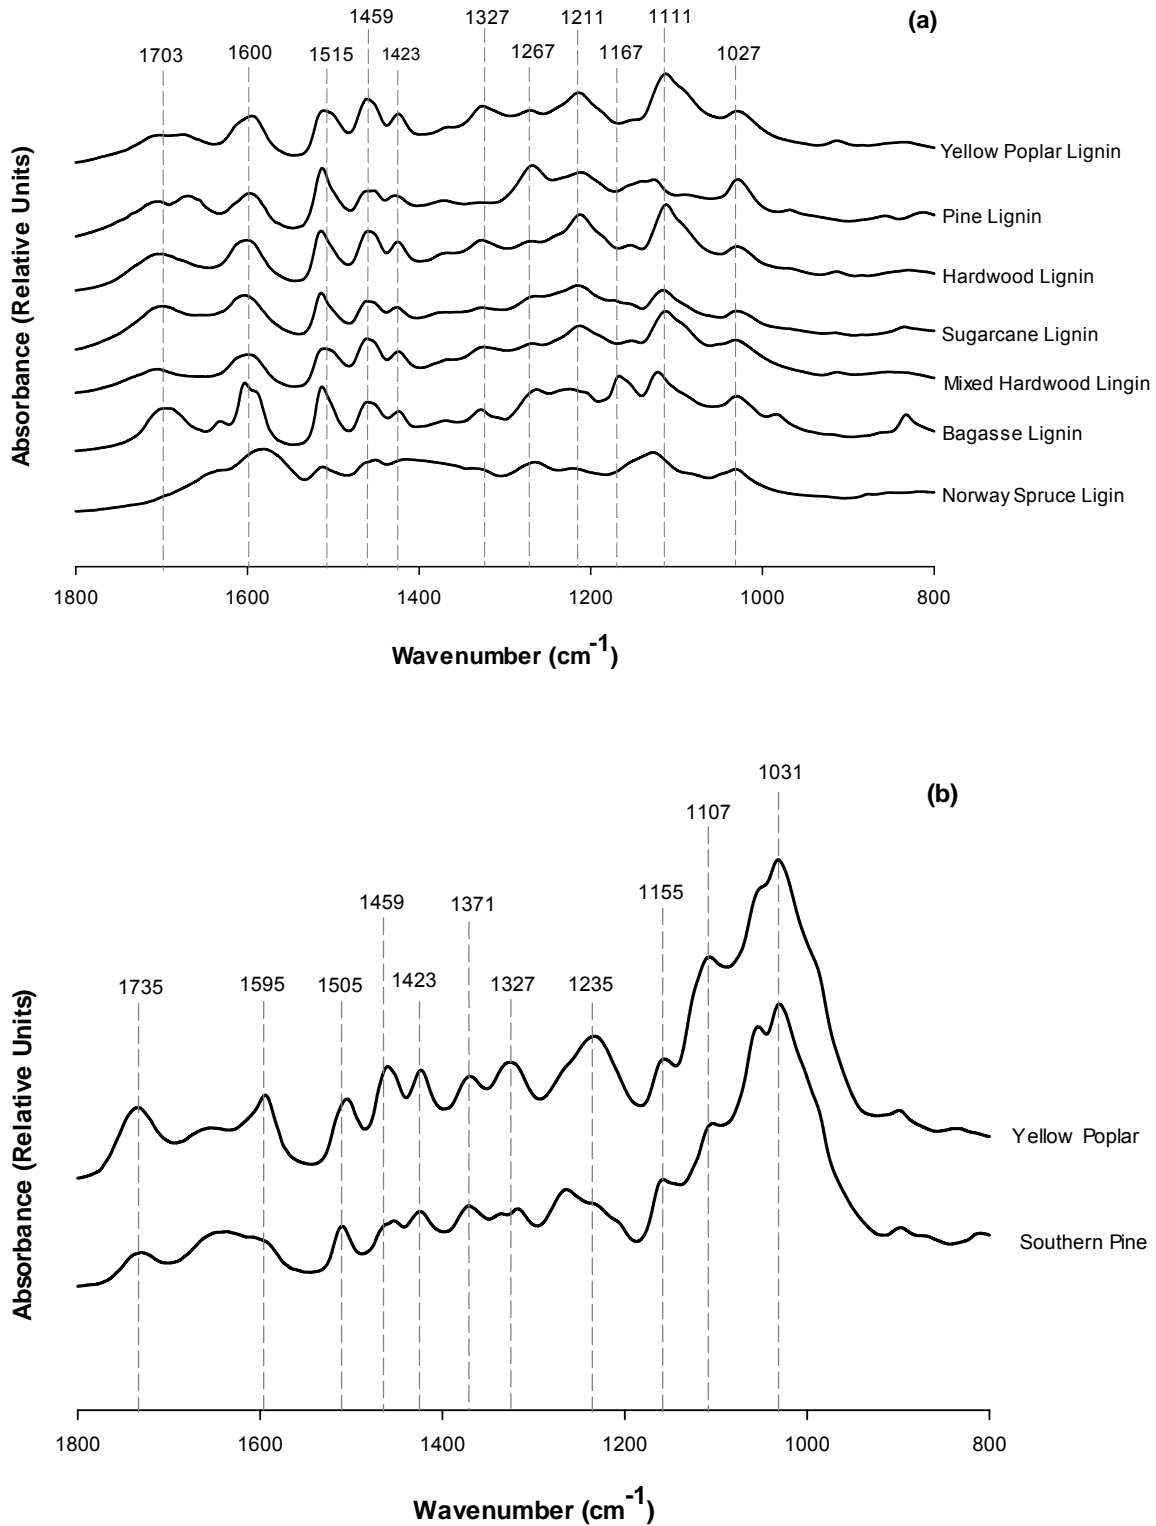 (a)
1459 1327 1211 1111
1703 1600 1515 1423 1267 1167 1027
Absorbance (Relative Units)
Yellow Poplar Lignin
Pine Lignin
Hardwood Lignin
Sugarcane Lignin
Mixed Hardwood Lingin
Bagasse Lignin
Norway Spruce Ligin
1800 1600 1400 1200 1000 800
Wavenumber (cm-1)
1031
(b)
1107
1459 1371 1155
1735 1595 1505 1423 1327 1235
Absorbance (Relative Units)
Yellow Poplar
Southern Pine
1800 1600 1400 1200 1000 800
Wavenumber (cm-1)